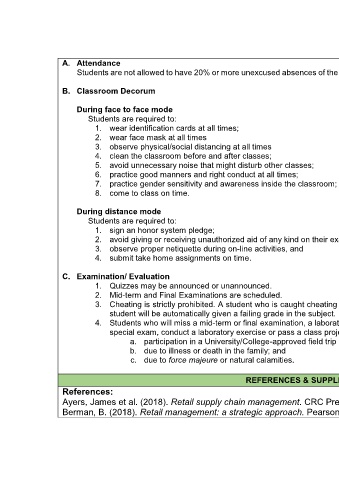 A. Attendance
Students are not allowed to have 20% or more unexcused absences of the
B. Classroom Decorum
During face to face mode
Students are required to:
1. wear identification cards at all times;
2. wear face mask at all times
3. observe physical/social distancing at all times
4. clean the classroom before and after classes;
5. avoid unnecessary noise that might disturb other classes;
6. practice good manners and right conduct at all times;
7. practice gender sensitivity and awareness inside the classroom;
8. come to class on time.
During distance mode
Students are required to:
1. sign an honor system pledge;
2. avoid giving or receiving unauthorized aid of any kind on their ex
3. observe proper netiquette during on-line activities, and
4. submit take home assignments on time.
C. Examination/ Evaluation
1. Quizzes may be announced or unannounced.
2. Mid-term and Final Examinations are scheduled.
3. Cheating is strictly prohibited. A student who is caught cheating
student will be automatically given a failing grade in the subject.
4. Students who will miss a mid-term or final examination, a laborat
special exam, conduct a laboratory exercise or pass a class proj
a. participation in a University/College-approved field trip
b. due to illness or death in the family; and
c. due to force majeure or natural calamities.
REFERENCES & SUPPL
References:
Ayers, James et al. (2018). Retail supply chain management. CRC Pre
Berman, B. (2018). Retail management: a strategic approach. Pearson